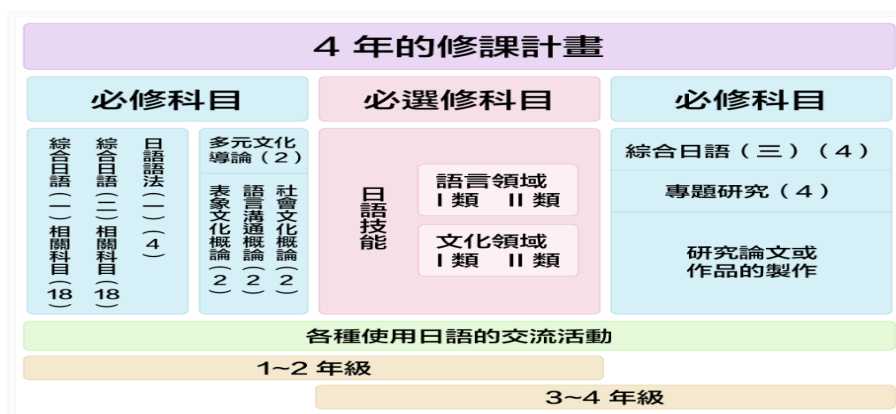 4 年的修課計畫
必修科目
必選修科目
必修科目
綜合日語(一)相關科目(18)
綜合日語(二)相關科目(18)
日語語法(一)(4)
多元文化
導論(2)
表象文化概論(2)
語言溝通概論(2)
社會文化概論(2)
日語技能
語言領域
I 類 II 類
文化領域
I 類 II 類
綜合日語(三)(4)
專題研究(4)
研究論文或
作品的製作
各種使用日語的交流活動
1~2 年級
3~4 年級